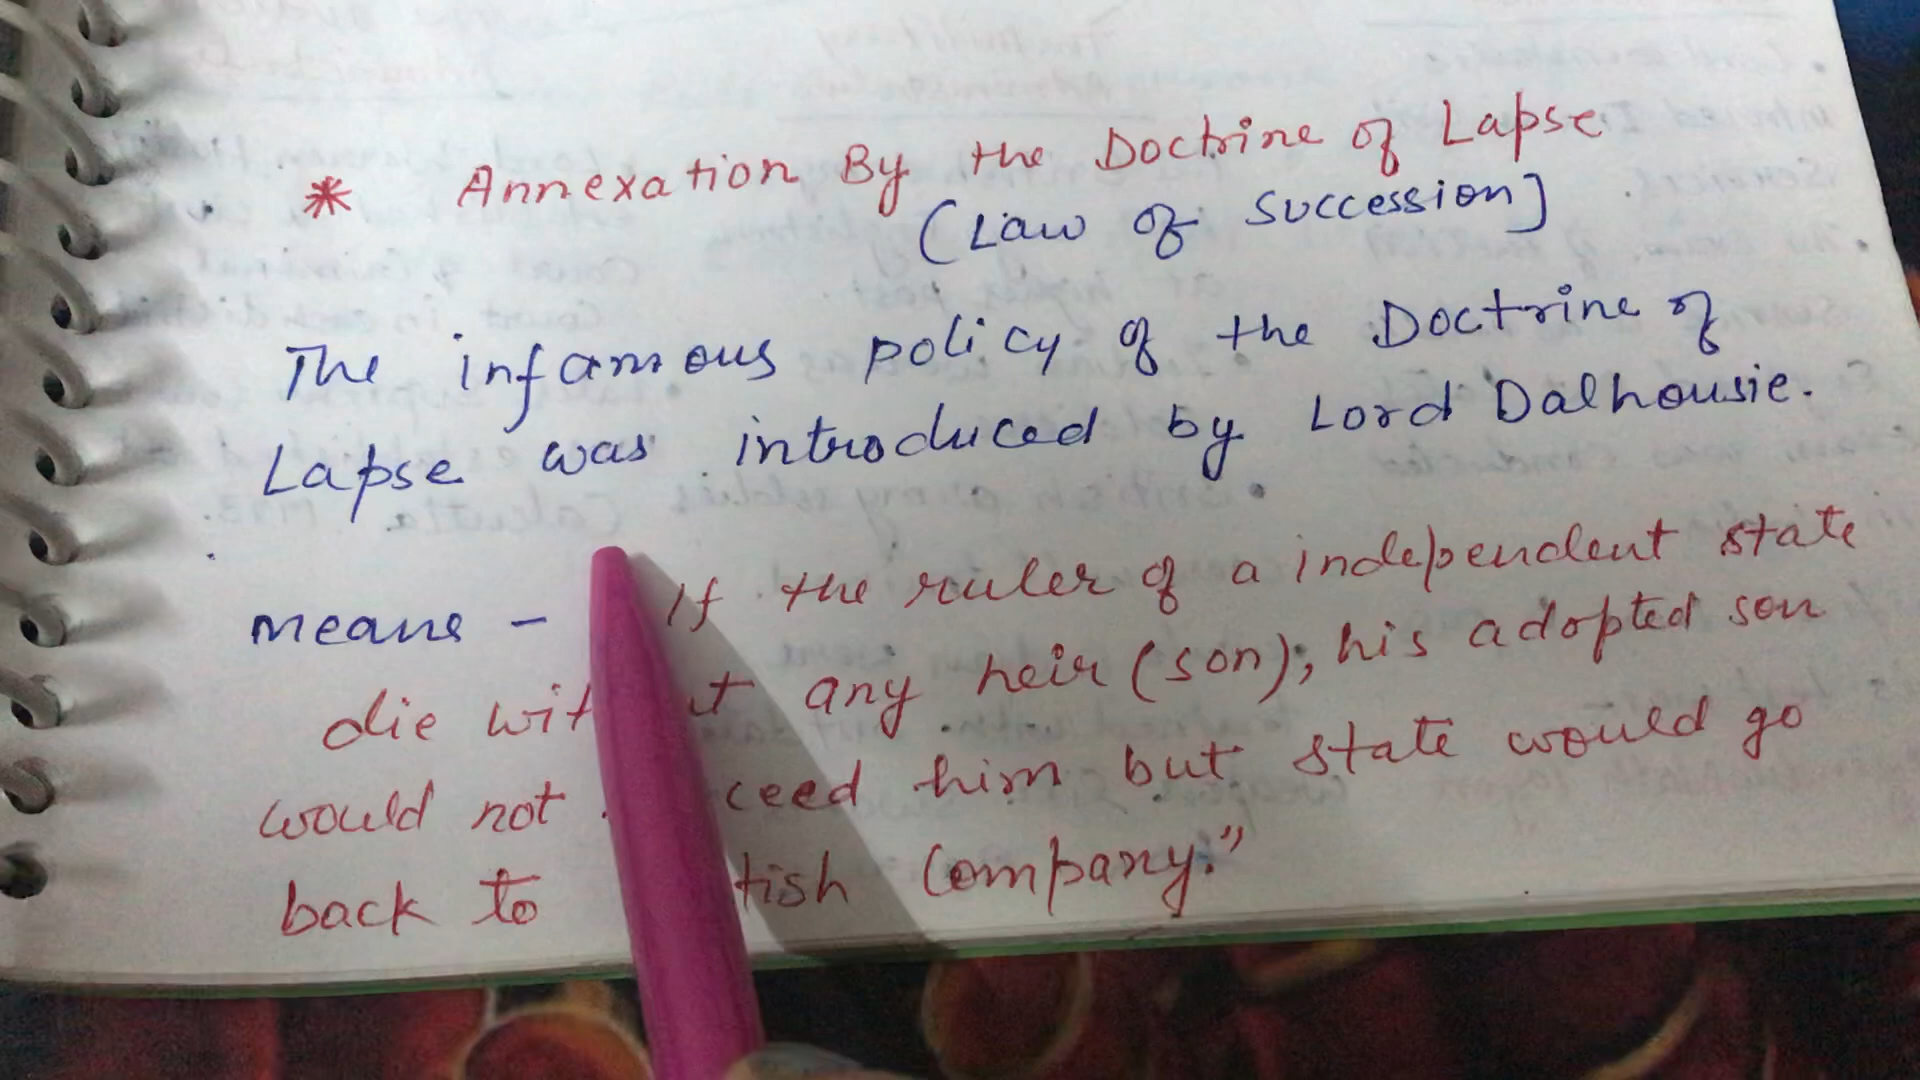 * Annexation By the Doctrine of Lapse
(Law of Succession]
The infamous policy of the Doctrine of
Lapse was introduced by Lord Dalhousie.
means - If the ruler of a independent state
die wit t any heir (son); his adopted son
would not ceed him but state would go
back to tish Company."